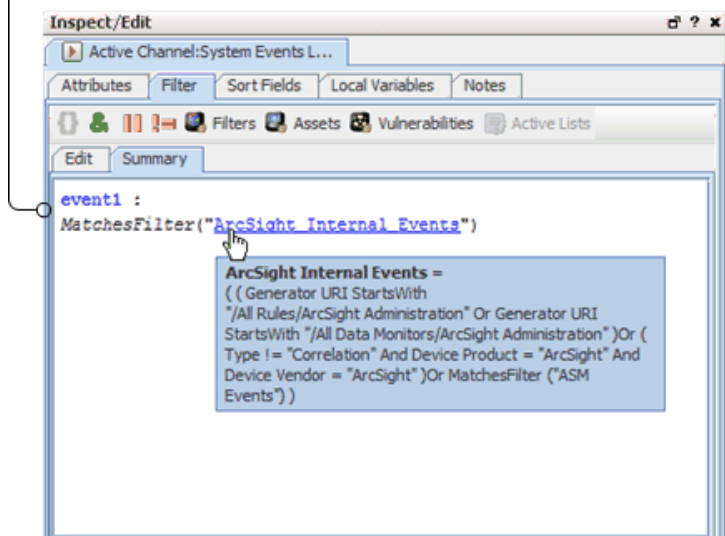 Inspect/Edit
Active Channel:System Events L...
Attributes Filter Sort Fields Local Variables Notes
Filters Assets Vulnerabilities Active Lists
Edit Summary
event1 :
MatchesFilter("ArcSight Internal Events")
ArcSight Internal Events =
( ( Generator URI StartsWith
"/All Rules/ArcSight Administration" Or Generator URI
StartsWith "/All Data Monitors/ArcSight Administration" )Or (
Type != "Correlation" And Device Product = "ArcSight" And
Device Vendor = "ArcSight" )Or MatchesFilter ("ASM
Events") )